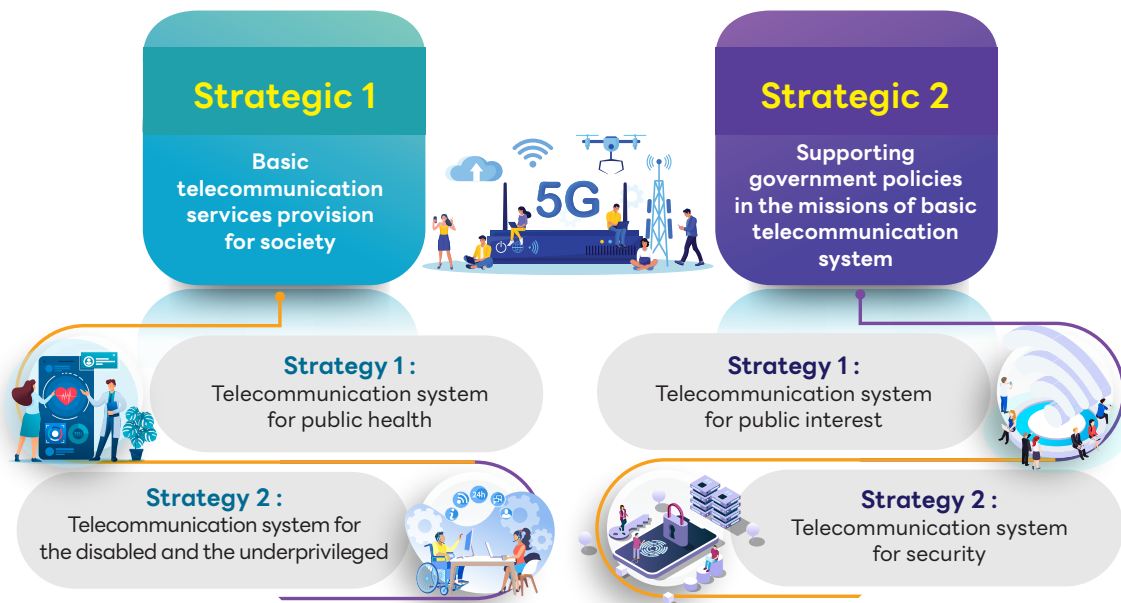 Strategic 1
Basic
telecommunication
services provision
for society
5G
Strategic 2
Supporting
government policies
in the missions of basic
telecommunication
system
Strategy 1 :
Telecommunication system
for public health
Strategy 2 :
Telecommunication system for
the disabled and the underprivileged
24h
Strategy 1 :
Telecommunication system
for public interest
Strategy 2 :
Telecommunication system
for security